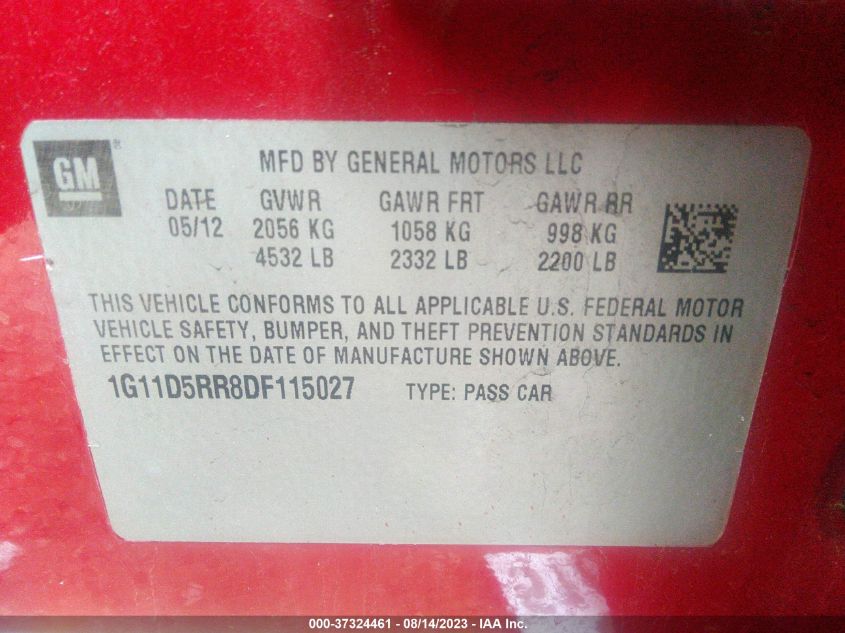 GM®
MFD BY GENERAL MOTORS LLC
DATE GVWR GAWR FRT GAWR RR
05/12 2056 KG 1058 KG 998 KG
4532 LB 2332 LB 2200 LB
THIS VEHICLE CONFORMS TO ALL APPLICABLE U.S. FEDERAL MOTOR
VEHICLE SAFETY, BUMPER, AND THEFT PREVENTION STANDARDS IN
EFFECT ON THE DATE OF MANUFACTURE SHOWN ABOVE.
1G11D5RR8DF115027 TYPE: PASS CAR
000-37324461 - 08/14/2023 - IAA Inc.